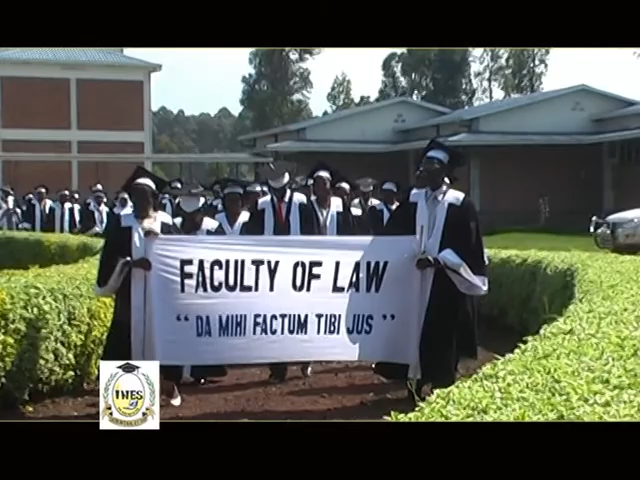 FACULTY OF LAW
“ DA MIHI FACTUM TIBI JUS ”
INES